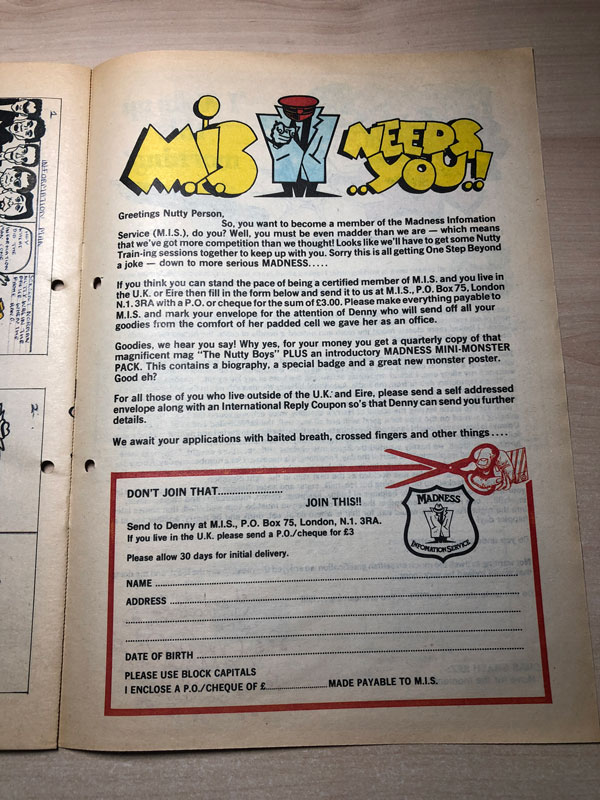 M.I.S NEEDS
..YOU!!
Greetings Nutty Person,
So, you want to become a member of the Madness Infomation
Service (M.I.S.), do you? Well, you must be even madder than we are — which means
that we've got more competition than we thought! Looks like we'll have to get some Nutty
Train-ing sessions together to keep up with you. Sorry this is all getting One Step Beyond
a joke — down to more serious MADNESS.....
If you think you can stand the pace of being a certified member of M.I.S. and you live in
the U.K. or Eire then fill in the form below and send it to us at M.I.S., P.O. Box 75, London
N.1. 3RA with a P.O. or cheque for the sum of £3.00. Please make everything payable to
M.I.S. and mark your envelope for the attention of Denny who will send off all your
goodies from the comfort of her padded cell we gave her as an office.
Goodies, we hear you say! Why yes, for your money you get a quarterly copy of that
magnificent mag "The Nutty Boys" PLUS an introductory MADNESS MINI-MONSTER
PACK. This contains a biography, a special badge and a great new monster poster.
Good eh?
For all those of you who live outside of the U.K. and Eire, please send a self addressed
envelope along with an International Reply Coupon so's that Denny can send you further
details.
We await your applications with baited breath, crossed fingers and other things....
DON'T JOIN THAT......................
JOIN THIS!!
Send to Denny at M.I.S., P.O. Box 75, London, N.1. 3RA.
If you live in the U.K. please send a P.O./cheque for £3
Please allow 30 days for initial delivery.
MADNESS
INFOMATION SERVICE
NAME
ADDRESS
DATE OF BIRTH
PLEASE USE BLOCK CAPITALS
I ENCLOSE A P.O./CHEQUE OF £......................MADE PAYABLE TO M.I.S.